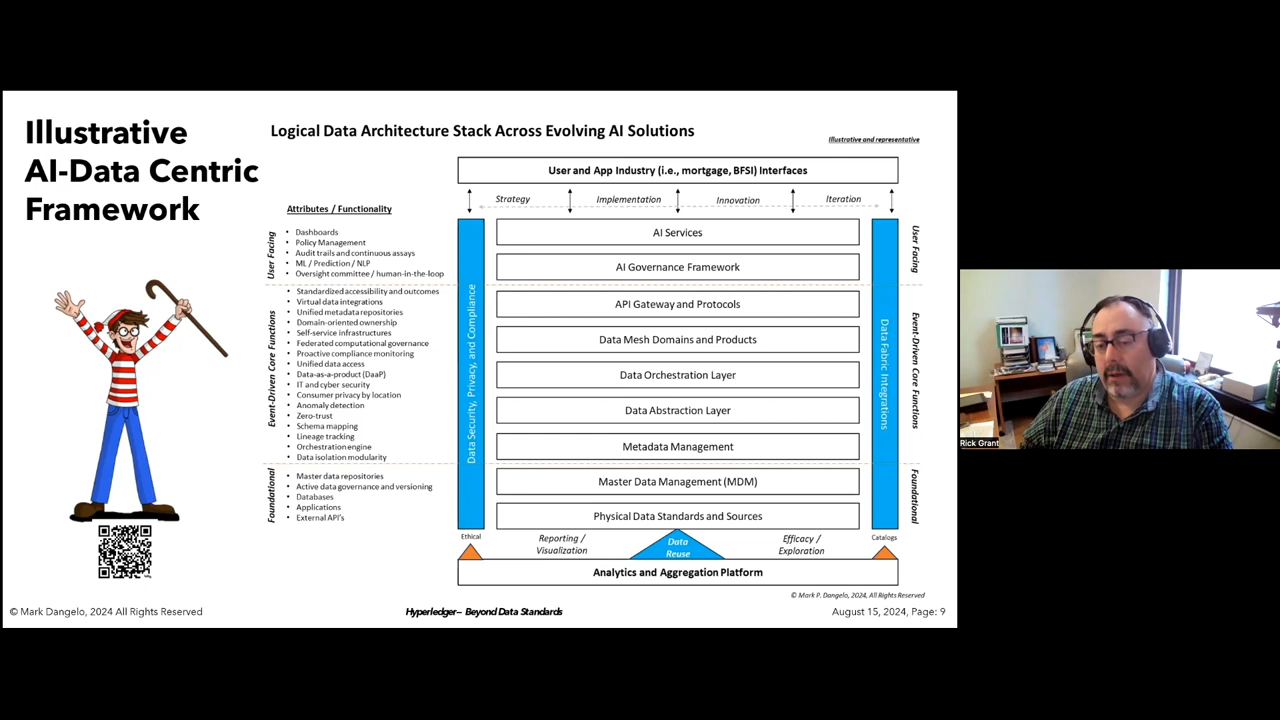 Illustrative
AI-Data Centric
Framework
Logical Data Architecture Stack Across Evolving AI Solutions
Illustrative and representative
User and App Industry (i.e., mortgage, BFSI) Interfaces
Strategy
Implementation
Innovation
Iteration
Attributes / Functionality
User Facing
• Dashboards
• Policy Management
• Audit trails and continuous assays
• ML / Prediction / NLP
• Oversight committee / human-in-the-loop
Event-Driven Core Functions
• Standardized accessibility and outcomes
• Virtual data integrations
• Unified metadata repositories
• Domain-oriented ownership
• Self-service infrastructures
• Federated computational governance
• Proactive compliance monitoring
• Unified data access
• Data-as-a-product (DaaP)
• IT and cyber security
• Consumer privacy by location
• Anomaly detection
• Zero-trust
• Schema mapping
• Lineage tracking
• Orchestration engine
• Data isolation modularity
Foundational
• Master data repositories
• Active data governance and versioning
• Databases
• Applications
• External API's
Data Security, Privacy, and Compliance
AI Services
AI Governance Framework
API Gateway and Protocols
Data Mesh Domains and Products
Data Orchestration Layer
Data Abstraction Layer
Metadata Management
Master Data Management (MDM)
Physical Data Standards and Sources
Data Fabric Integrations
User Facing
Event-Driven Core Functions
Foundational
Ethical
Reporting /
Visualization
Data
Reuse
Efficacy /
Exploration
Catalogs
Analytics and Aggregation Platform
© Mark P. Dangelo, 2024, All Rights Reserved
© Mark Dangelo, 2024 All Rights Reserved
Hyperledger – Beyond Data Standards
August 15, 2024, Page: 9
Rick Grant